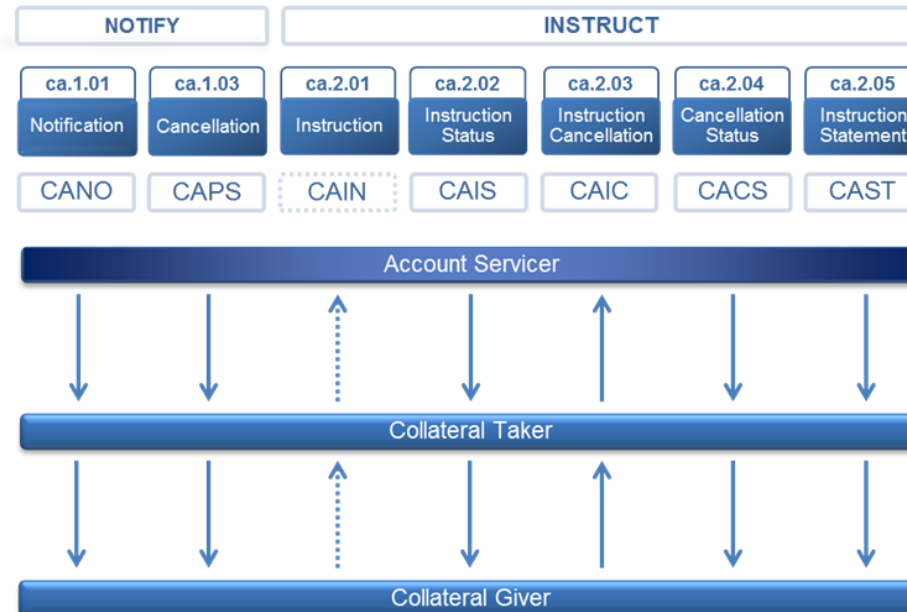 NOTIFY
INSTRUCT
ca.1.01
ca.1.03
ca.2.01
ca.2.02
ca.2.03
ca.2.04
ca.2.05
Notification
Cancellation
Instruction
Instruction
Status
Instruction
Cancellation
Cancellation
Status
Instruction
Statement
CANO
CAPS
CAIN
CAIS
CAIC
CACS
CAST
Account Servicer
Collateral Taker
Collateral Giver